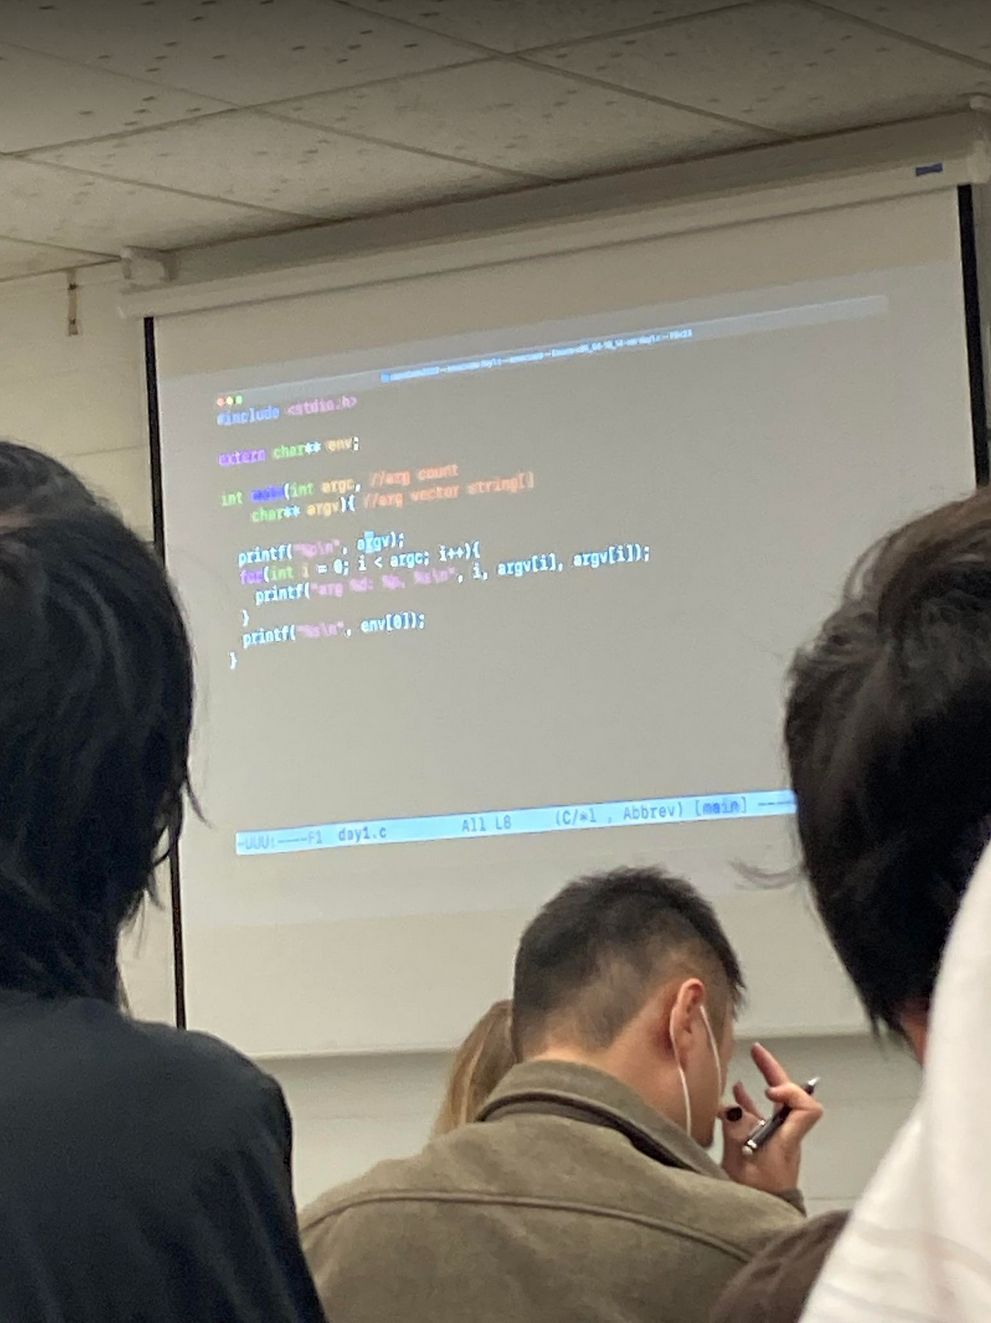 #include <stdio.h>
extern char** env;
int main(int argc, //arg count
char** argv){ //arg vector string[]
printf("%p\n", argv);
for(int i = 0; i < argc; i++){
printf("arg %d: %p, %s\n", i, argv[i], argv[i]);
}
printf("%s\n", env[0]);
}
-UUU:----F1 day1.c All L8 (C/*l , Abbrev) [main] ----